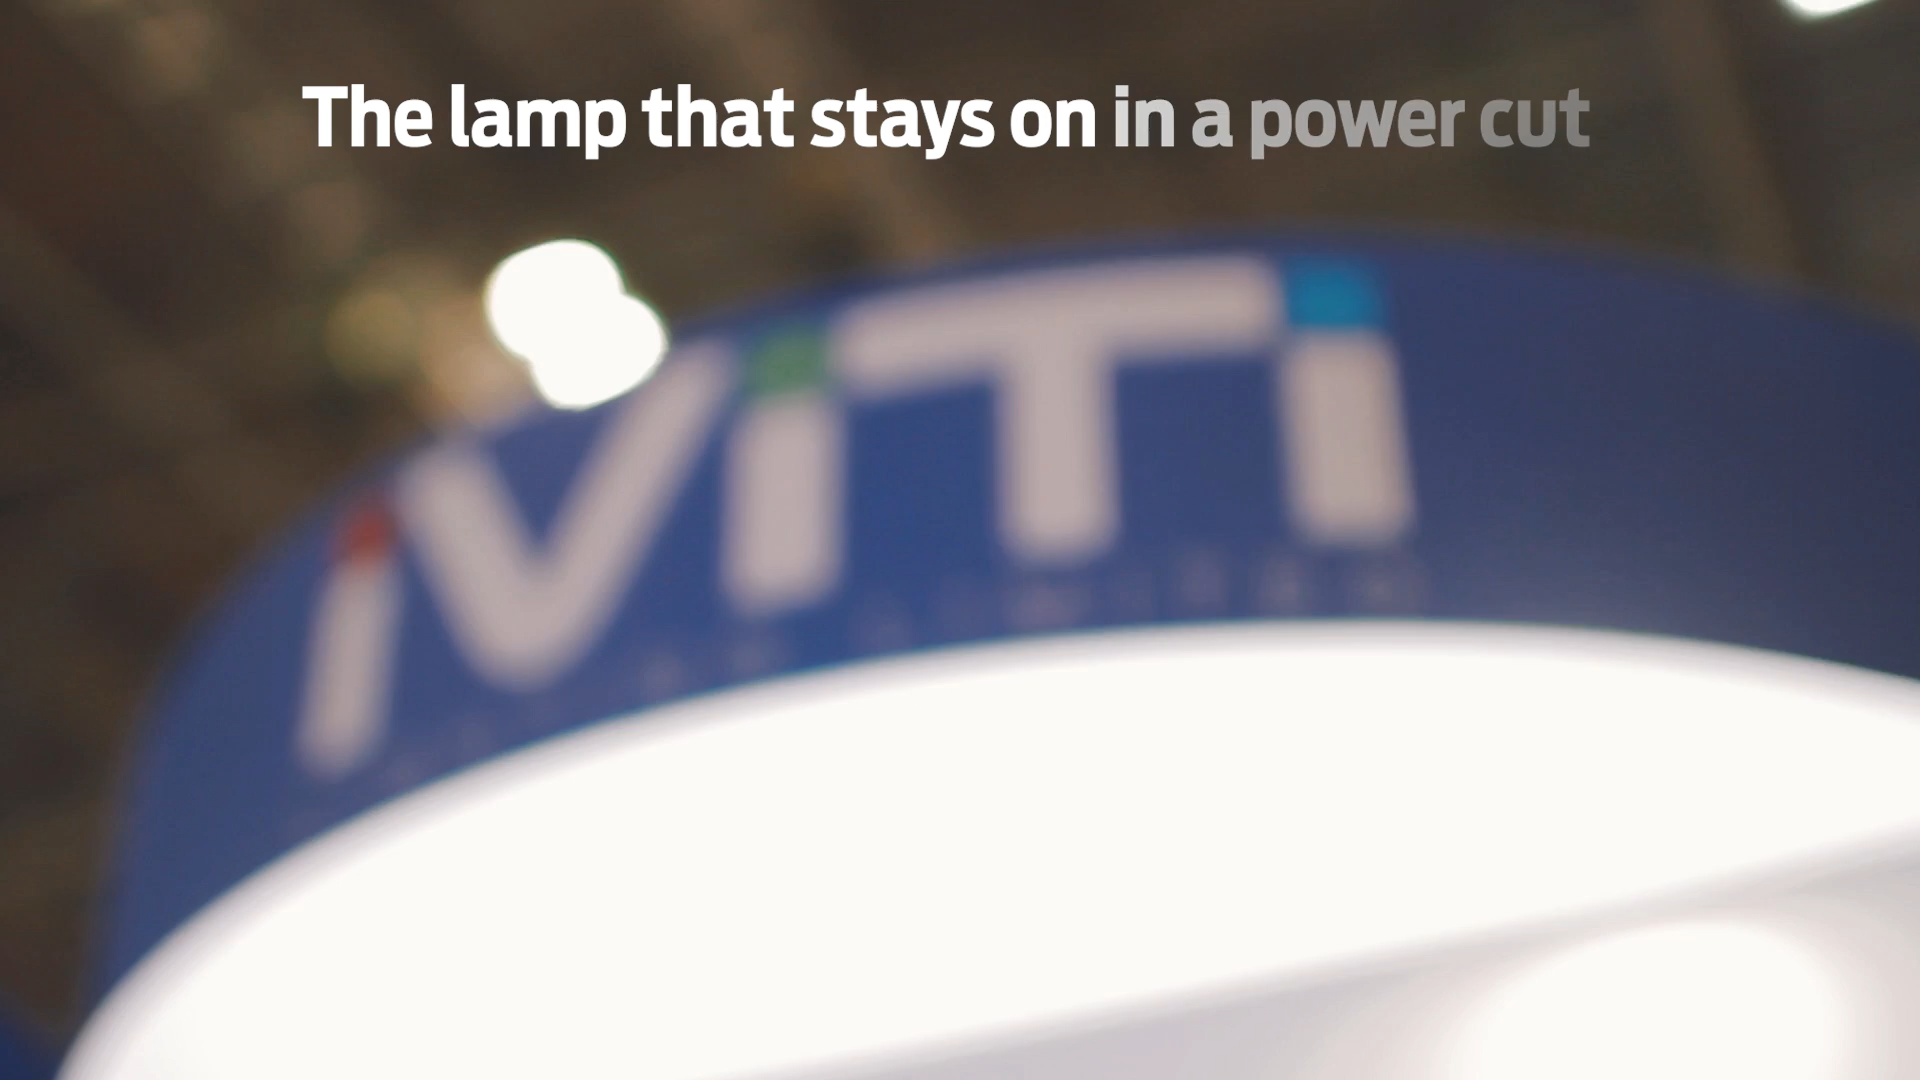 The lamp that stays on in a power cut
iViTi